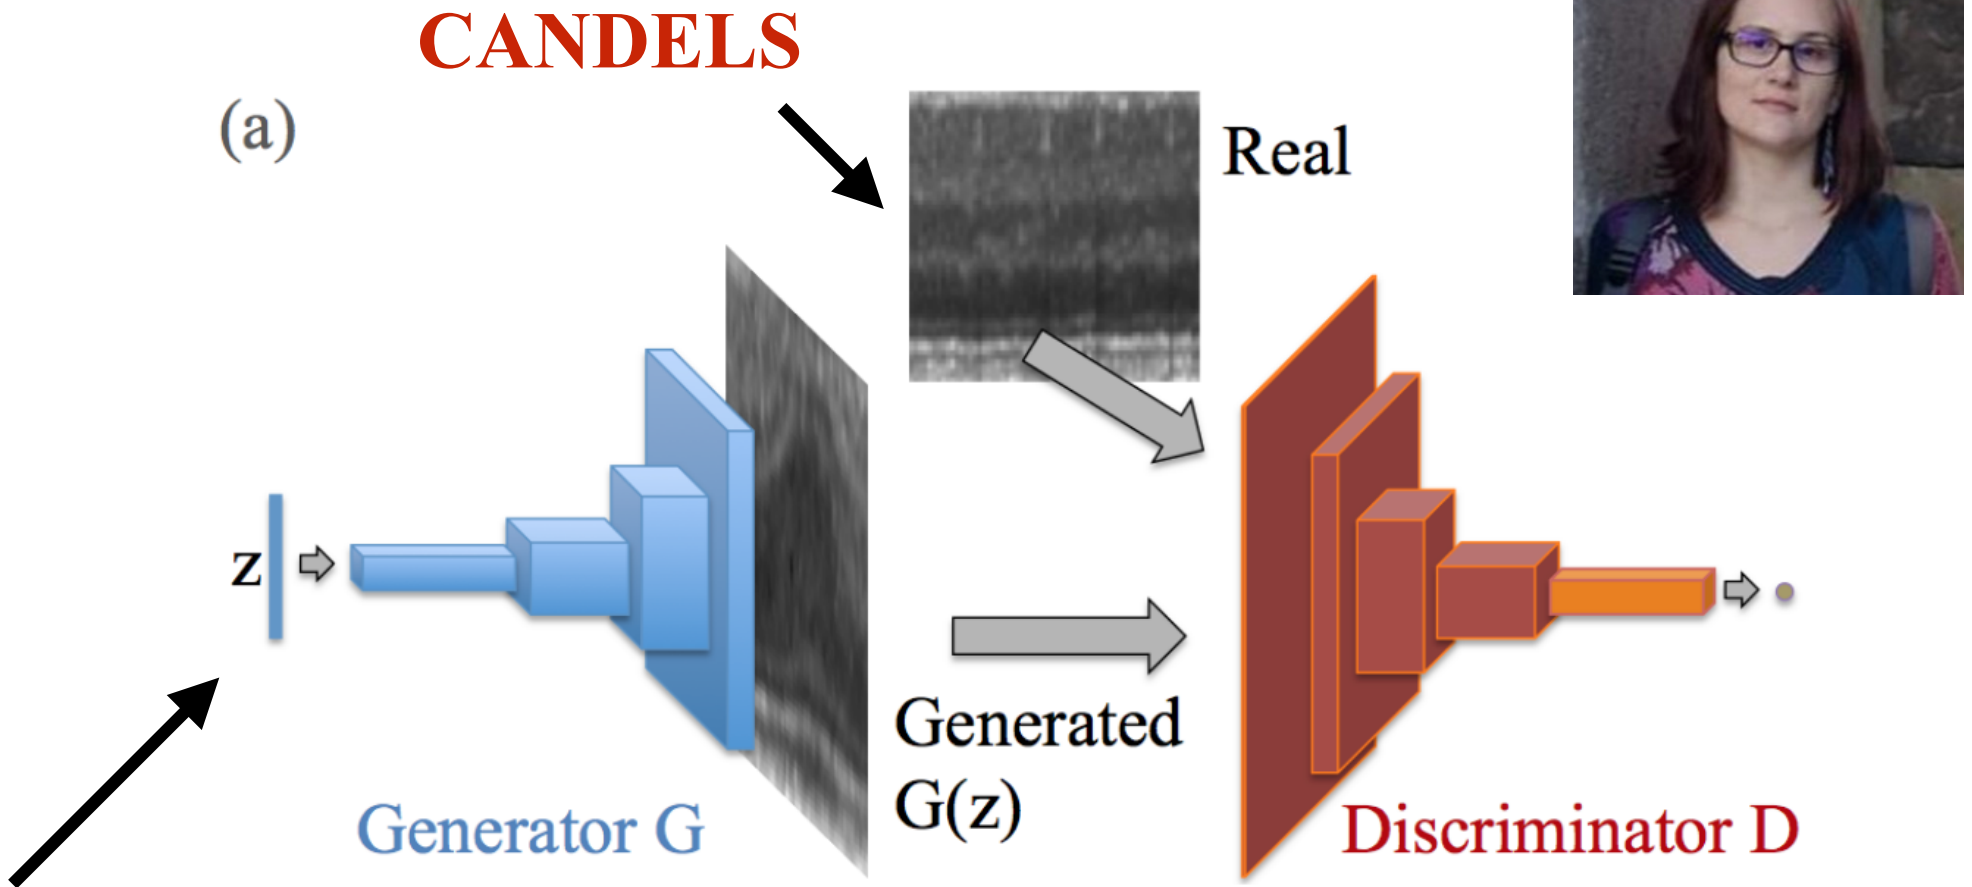 CANDELS
(a)
Real
z
Generated
G(z)
Generator G
Discriminator D